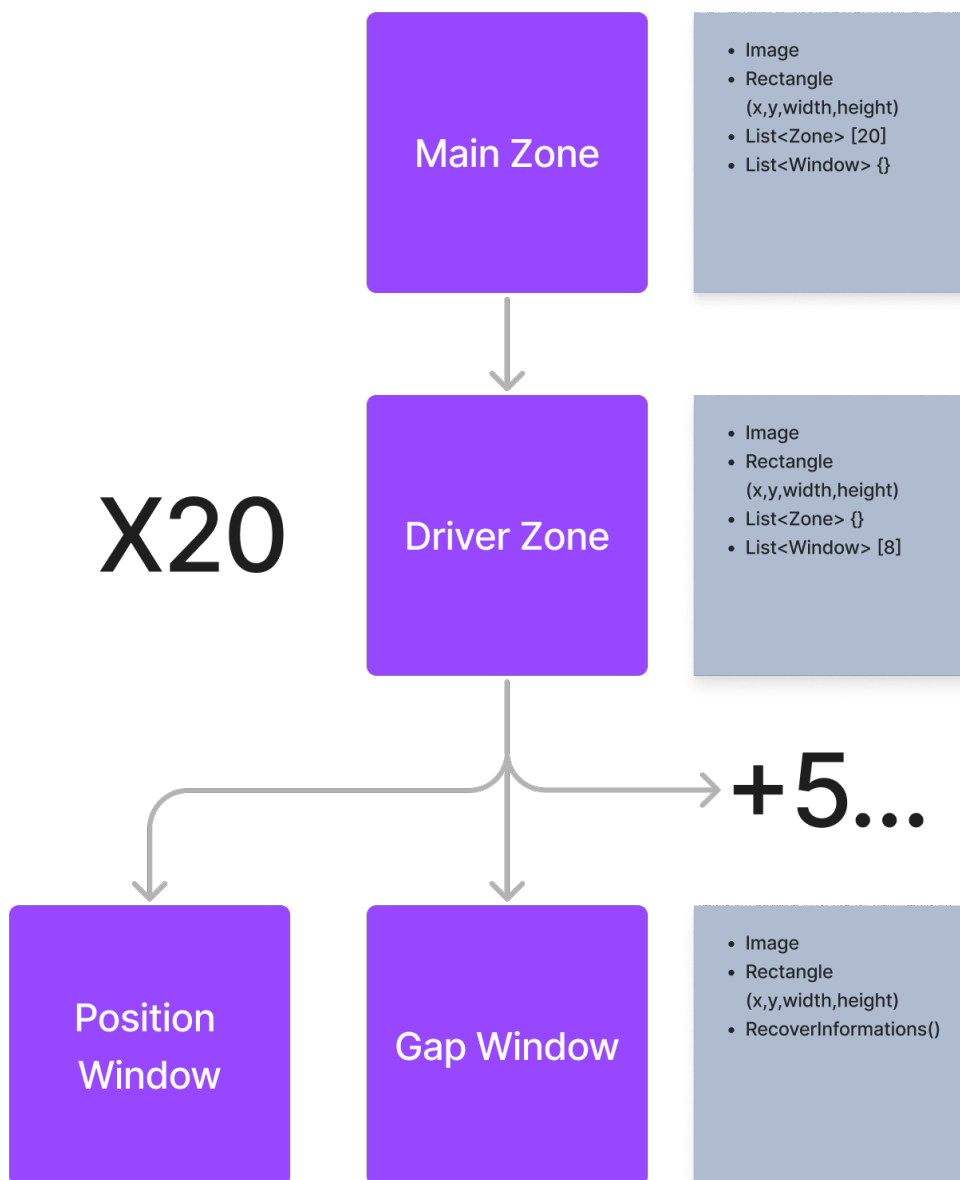 Main Zone
• Image
• Rectangle
(x,y,width,height)
• List<Zone> [20]
• List<Window> {}
X20
Driver Zone
• Image
• Rectangle
(x,y,width,height)
• List<Zone> {}
• List<Window> [8]
+5...
Position
Window
Gap Window
• Image
• Rectangle
(x,y,width,height)
• RecoverInformations()